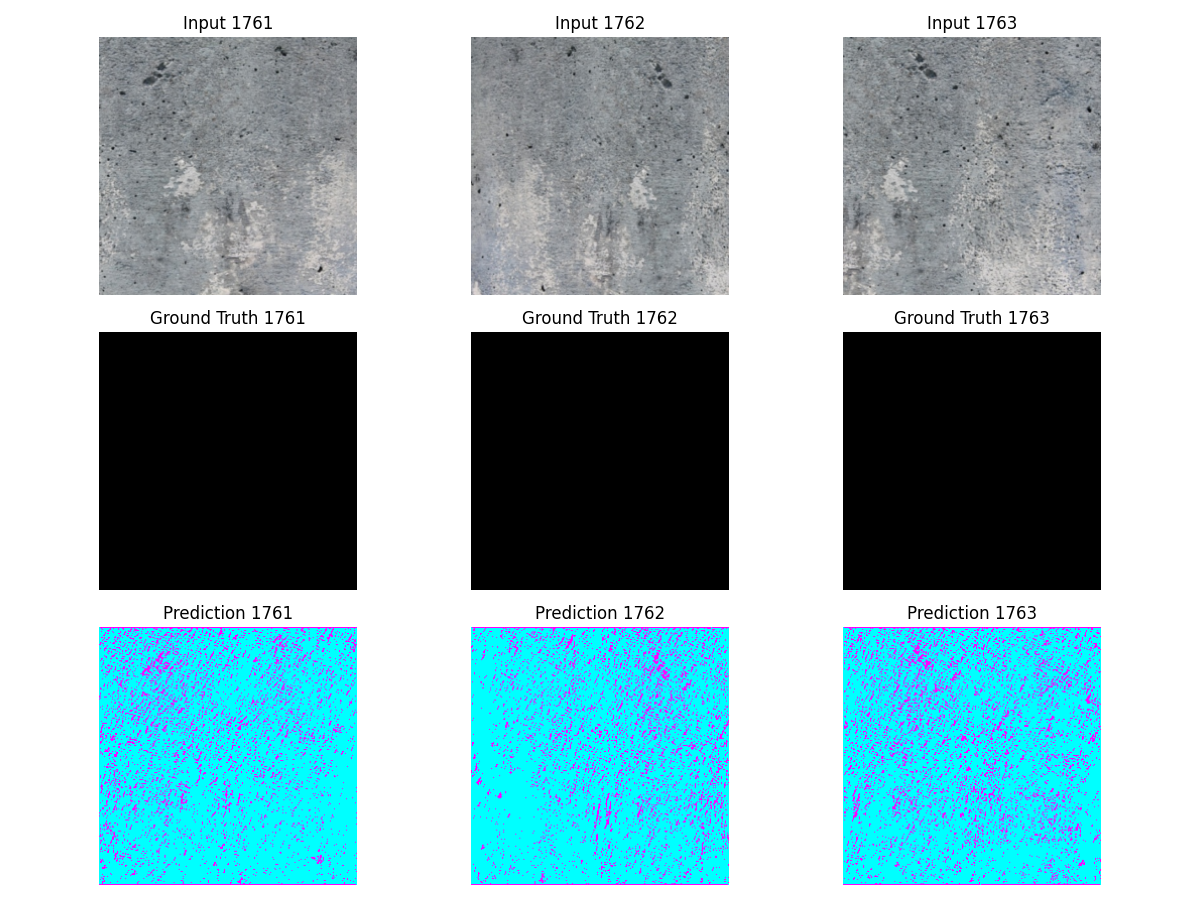 Input 1761
Input 1762
Input 1763
Ground Truth 1761
Ground Truth 1762
Ground Truth 1763
Prediction 1761
Prediction 1762
Prediction 1763